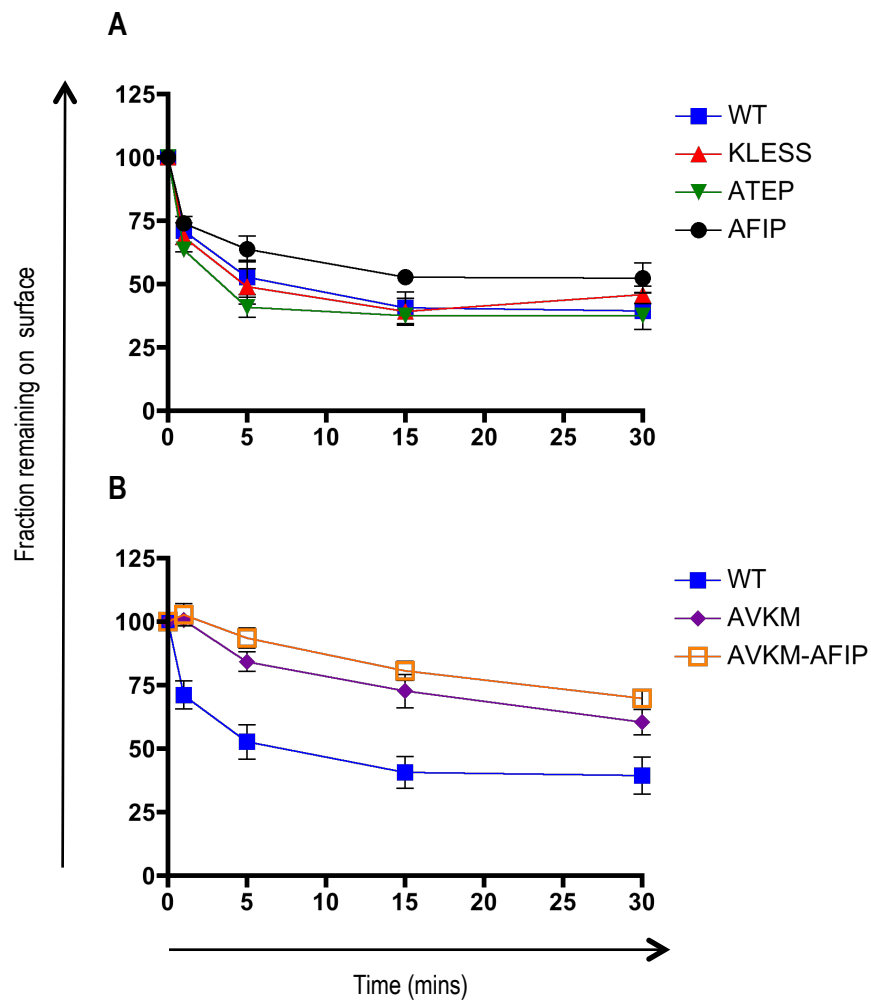 A
125
100
75
50
25
0
0 5 10 15 20 25 30
WT
KLESS
ATEP
AFIP
Fraction remaining on surface
B
125
100
75
50
25
0
0 5 10 15 20 25 30
WT
AVKM
AVKM-AFIP
Time (mins)